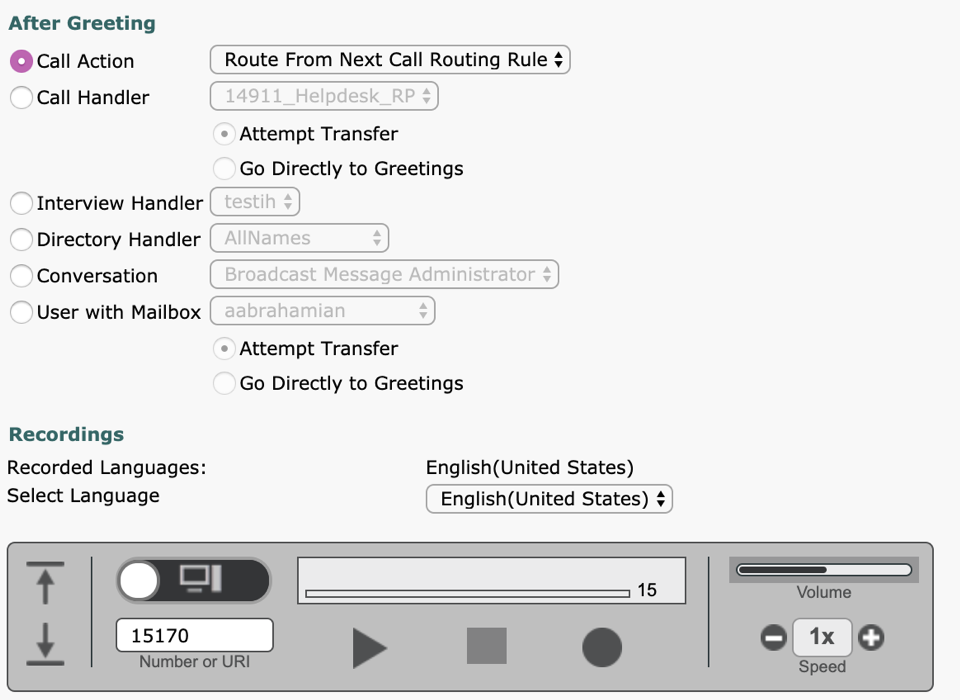 After Greeting
Call Action Route From Next Call Routing Rule
Call Handler 14911_Helpdesk_RP
Attempt Transfer
Go Directly to Greetings
Interview Handler testih
Directory Handler AllNames
Conversation Broadcast Message Administrator
User with Mailbox aabrahamian
Attempt Transfer
Go Directly to Greetings
Recordings
Recorded Languages: English(United States)
Select Language English(United States)
15
Volume
15170
1x
Number or URI
Speed